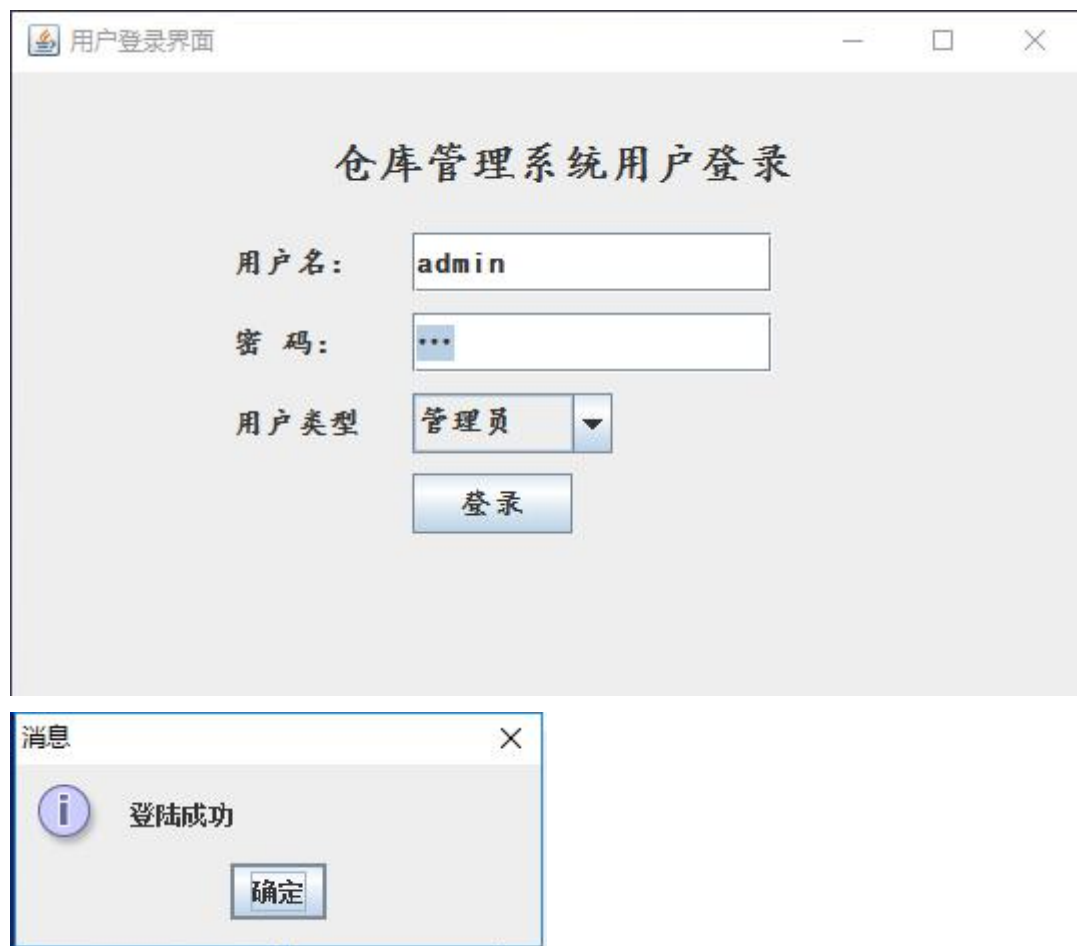 用户登录界面
仓库管理系统用户登录
用户名: admin
密 码: •••
用户类型 管理员
登录
消息
登陆成功
确定